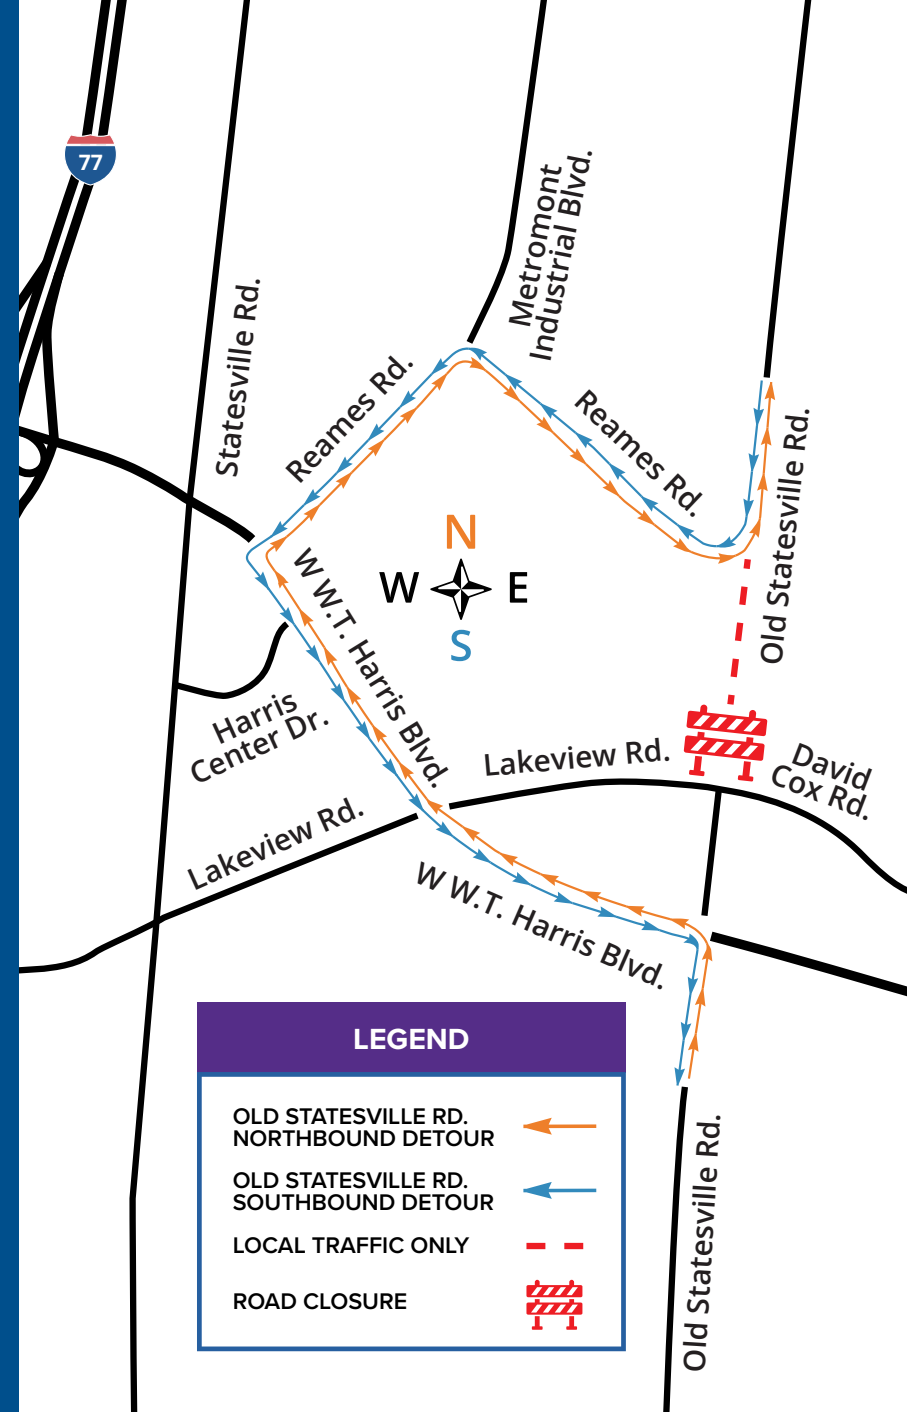 77
Metromont
Industrial Blvd.
Statesville Rd.
Reames Rd.
Reames Rd.
Old Statesville Rd.
N
W
E
S
W W.T. Harris Blvd.
Harris
Center Dr.
Lakeview Rd.
David
Cox Rd.
Lakeview Rd.
W W.T. Harris Blvd.
LEGEND
OLD STATESVILLE RD.
NORTHBOUND DETOUR
OLD STATESVILLE RD.
SOUTHBOUND DETOUR
LOCAL TRAFFIC ONLY
ROAD CLOSURE
Old Statesville Rd.